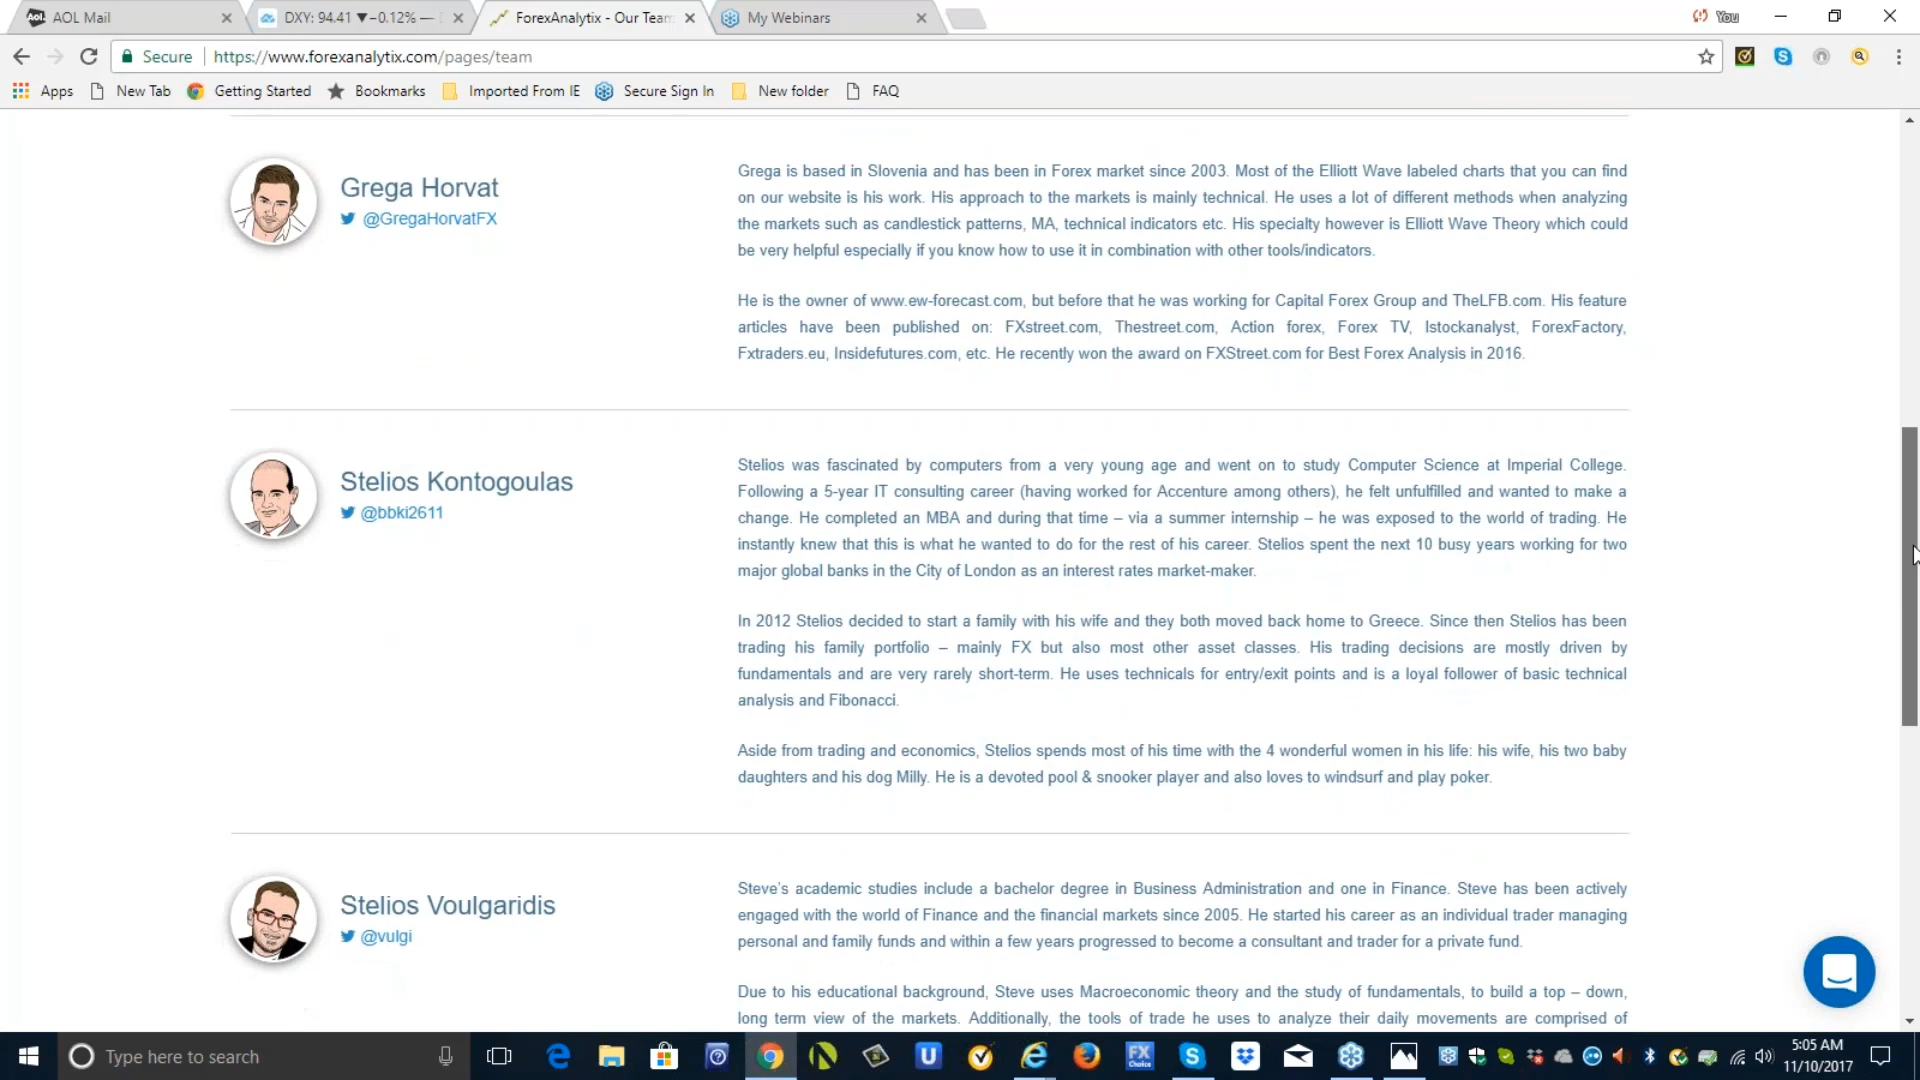 AOL Mail
DXY: 94.41 ▼−0.12% —
ForexAnalytix - Our Team
My Webinars
You
Secure
https://www.forexanalytix.com/pages/team
Apps
New Tab
Getting Started
Bookmarks
Imported From IE
Secure Sign In
New folder
FAQ
Grega Horvat
@GregaHorvatFX
Grega is based in Slovenia and has been in Forex market since 2003. Most of the Elliott Wave labeled charts that you can find
on our website is his work. His approach to the markets is mainly technical. He uses a lot of different methods when analyzing
the markets such as candlestick patterns, MA, technical indicators etc. His specialty however is Elliott Wave Theory which could
be very helpful especially if you know how to use it in combination with other tools/indicators.
He is the owner of www.ew-forecast.com, but before that he was working for Capital Forex Group and TheLFB.com. His feature
articles have been published on: FXstreet.com, Thestreet.com, Action forex, Forex TV, Istockanalyst, ForexFactory,
Fxtraders.eu, Insidefutures.com, etc. He recently won the award on FXStreet.com for Best Forex Analysis in 2016.
Stelios Kontogoulas
@bbki2611
Stelios was fascinated by computers from a very young age and went on to study Computer Science at Imperial College.
Following a 5-year IT consulting career (having worked for Accenture among others), he felt unfulfilled and wanted to make a
change. He completed an MBA and during that time – via a summer internship – he was exposed to the world of trading. He
instantly knew that this is what he wanted to do for the rest of his career. Stelios spent the next 10 busy years working for two
major global banks in the City of London as an interest rates market-maker.
In 2012 Stelios decided to start a family with his wife and they both moved back home to Greece. Since then Stelios has been
trading his family portfolio – mainly FX but also most other asset classes. His trading decisions are mostly driven by
fundamentals and are very rarely short-term. He uses technicals for entry/exit points and is a loyal follower of basic technical
analysis and Fibonacci.
Aside from trading and economics, Stelios spends most of his time with the 4 wonderful women in his life: his wife, his two baby
daughters and his dog Milly. He is a devoted pool & snooker player and also loves to windsurf and play poker.
Stelios Voulgaridis
@vulgi
Steve's academic studies include a bachelor degree in Business Administration and one in Finance. Steve has been actively
engaged with the world of Finance and the financial markets since 2005. He started his career as an individual trader managing
personal and family funds and within a few years progressed to become a consultant and trader for a private fund.
Due to his educational background, Steve uses Macroeconomic theory and the study of fundamentals, to build a top – down,
long term view of the markets. Additionally, the tools of trade he uses to analyze their daily movements are comprised of
Type here to search
FX
Choice
5:05 AM
11/10/2017